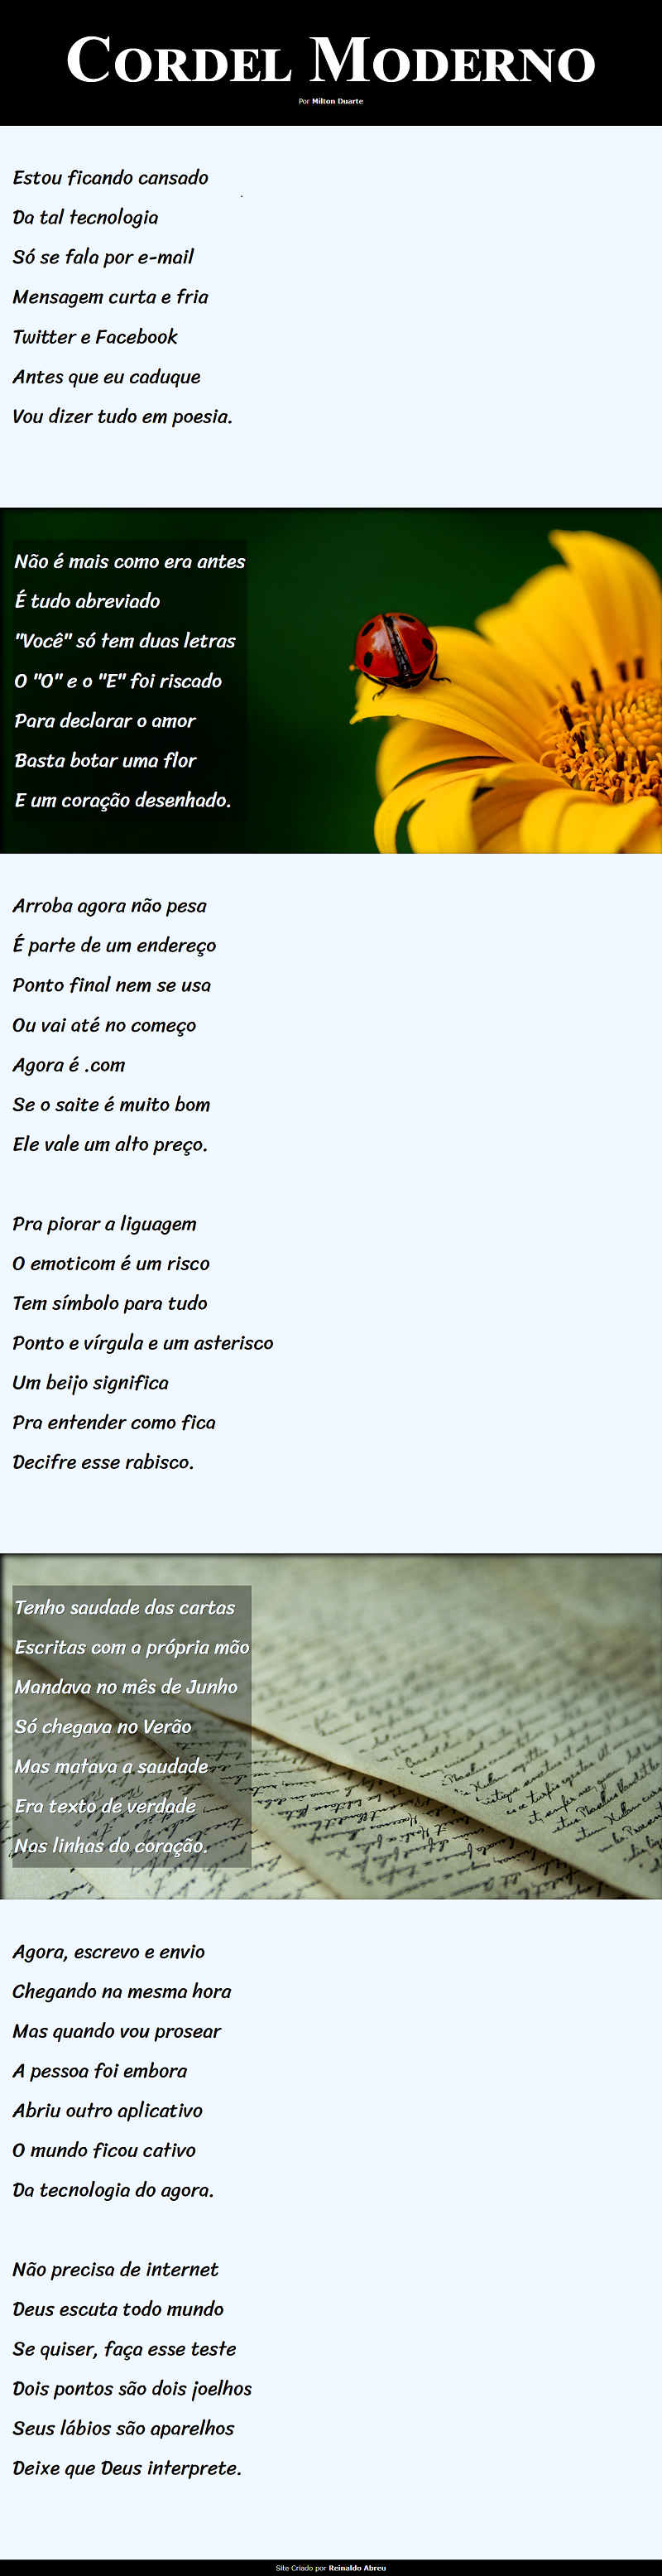 Cordel Moderno
Por Milton Duarte
Estou ficando cansado
Da tal tecnologia
Só se fala por e-mail
Mensagem curta e fria
Twitter e Facebook
Antes que eu caduque
Vou dizer tudo em poesia.
Não é mais como era antes
É tudo abreviado
"Você" só tem duas letras
O "O" e o "E" foi riscado
Para declarar o amor
Basta botar uma flor
E um coração desenhado.
Arroba agora não pesa
É parte de um endereço
Ponto final nem se usa
Ou vai até no começo
Agora é .com
Se o saite é muito bom
Ele vale um alto preço.
Pra piorar a liguagem
O emoticom é um risco
Tem símbolo para tudo
Ponto e vírgula e um asterisco
Um beijo significa
Pra entender como fica
Decifre esse rabisco.
Tenho saudade das cartas
Escritas com a própria mão
Mandava no mês de Junho
Só chegava no Verão
Mas matava a saudade
Era texto de verdade
Nas linhas do coração.
Agora, escrevo e envio
Chegando na mesma hora
Mas quando vou prosear
A pessoa foi embora
Abriu outro aplicativo
O mundo ficou cativo
Da tecnologia do agora.
Não precisa de internet
Deus escuta todo mundo
Se quiser, faça esse teste
Dois pontos são dois joelhos
Seus lábios são aparelhos
Deixe que Deus interprete.
Site Criado por Reinaldo Abreu